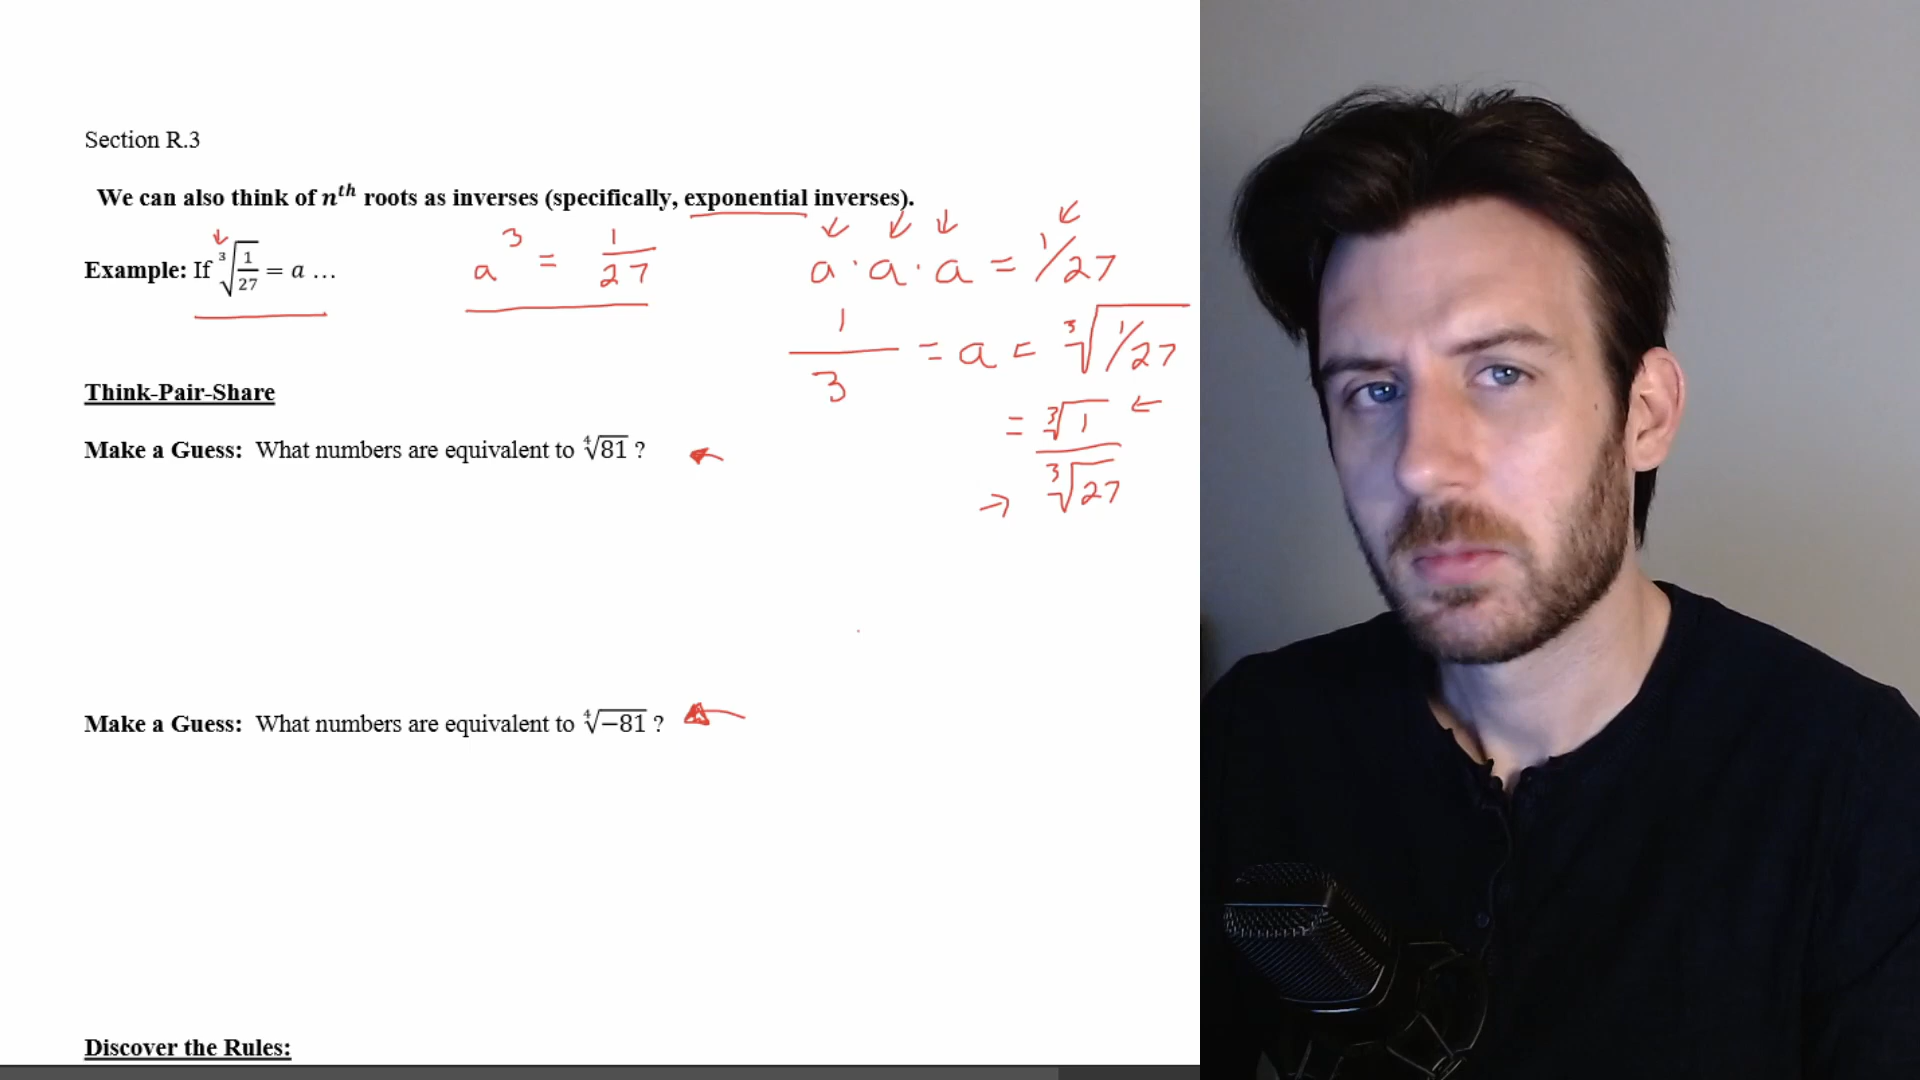 Section R.3
We can also think of nᵗʰ roots as inverses (specifically, exponential inverses).
Example: If ∛(1/27) = a …
a³ = 1/27
a · a · a = 1/27
1/3 = a = ∛(1/27)
= ∛1/∛27
Think-Pair-Share
Make a Guess: What numbers are equivalent to ∜81 ?
Make a Guess: What numbers are equivalent to ∜−81 ?
Discover the Rules: